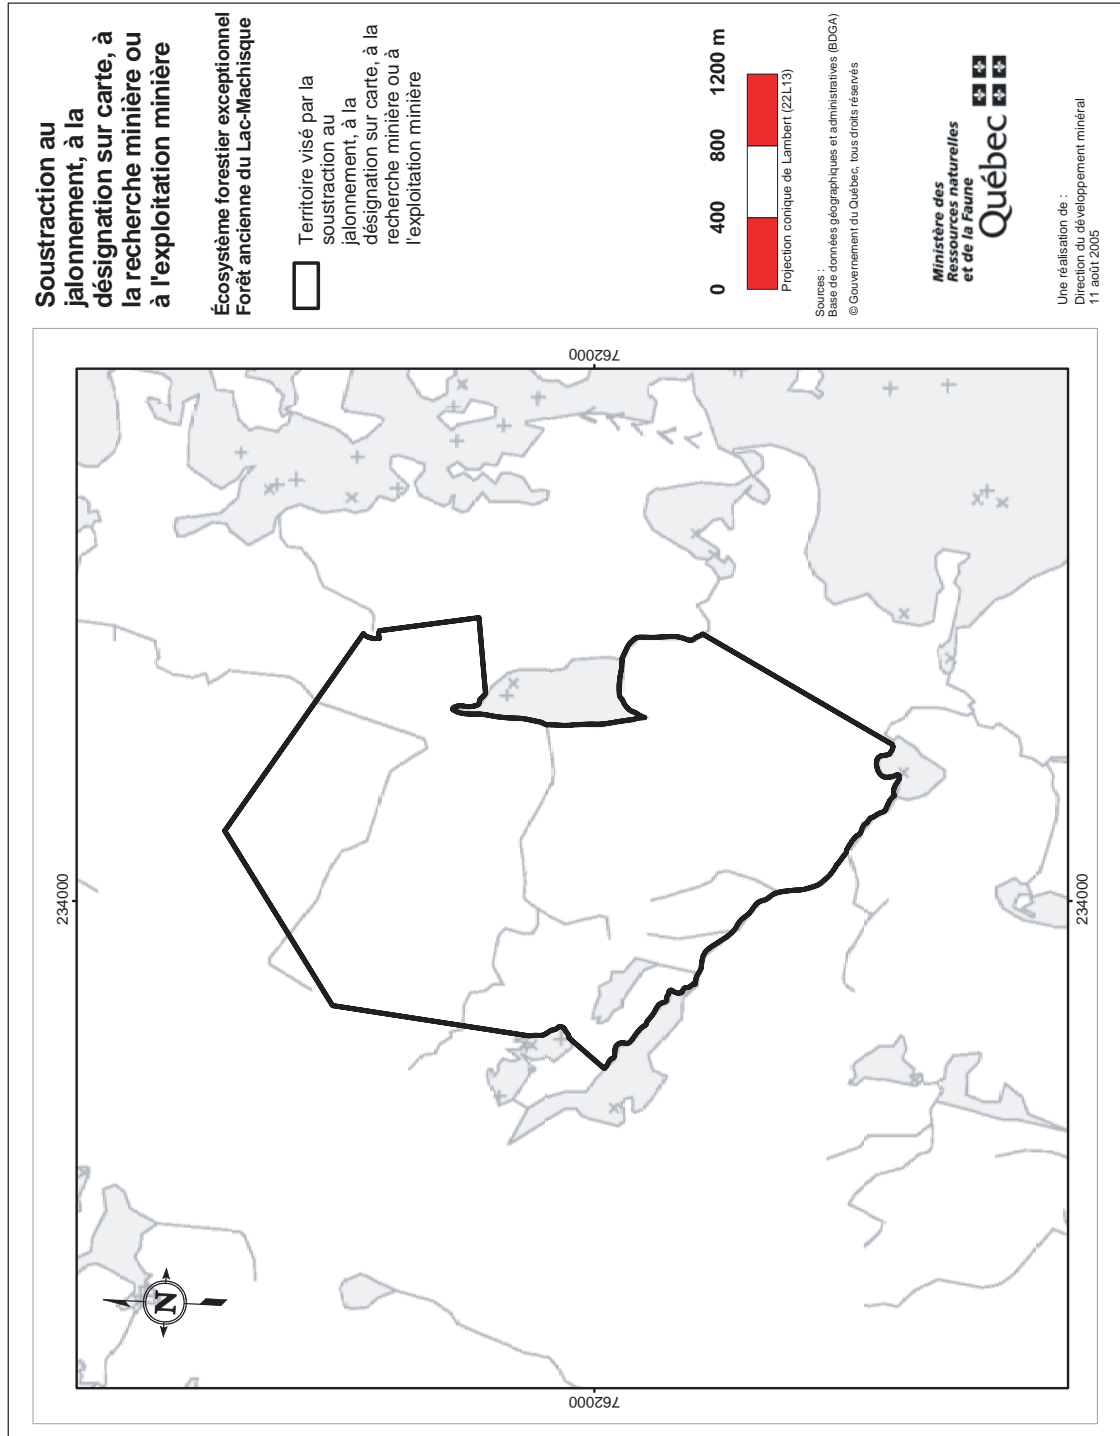 Soustraction au
jalonnement, à la
désignation sur carte, à
la recherche minière ou
à l'exploitation minière
Écosystème forestier exceptionnel
Forêt ancienne du Lac-Machisque
Territoire visé par la
soustraction au
jalonnement, à la
désignation sur carte, à la
recherche minière ou à
l'exploitation minière
0 400 800 1200 m
Projection conique de Lambert (22L13)
Sources :
Base de données géographiques et administratives (BDGA)
© Gouvernement du Québec, tous droits réservés
Ministère des
Ressources naturelles
et de la Faune
Québec
Une réalisation de :
Direction du développement minéral
11 août 2005
762000
234000
234000
762000
N